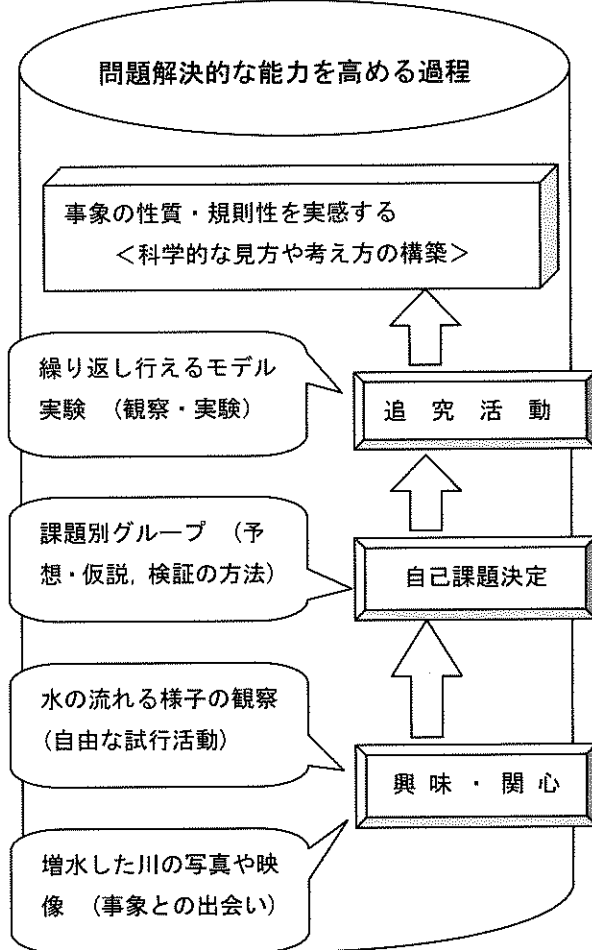 問題解決的な能力を高める過程
事象の性質・規則性を実感する
<科学的な見方や考え方の構築>
繰り返し行えるモデル
実験 (観察・実験)
追究活動
課題別グループ (予
想・仮説,検証の方法)
自己課題決定
水の流れる様子の観察
(自由な試行活動)
興味・関心
増水した川の写真や映
像 (事象との出会い)